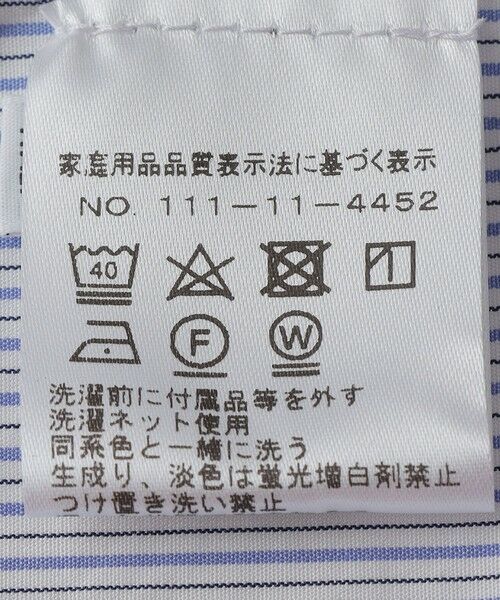 家庭用品品質表示法に基づく表示
NO. 111-11-4452
40
F W
洗濯前に付属品等を外す
洗濯ネット使用
同系色と一緒に洗う
生成り、淡色は蛍光増白剤禁止
つけ置き洗い禁止